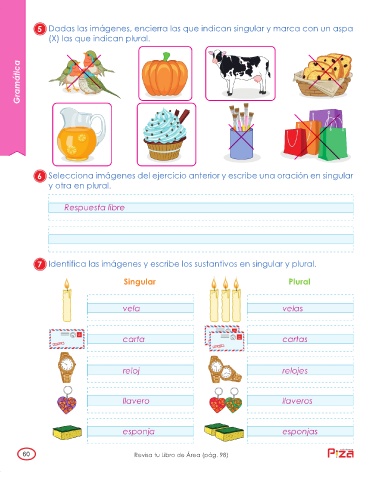 Gramática
5 Dadas las imágenes, encierra las que indican singular y marca con un aspa
(X) las que indican plural.
6 Selecciona imágenes del ejercicio anterior y escribe una oración en singular
y otra en plural.
Respuesta libre
7 Identifica las imágenes y escribe los sustantivos en singular y plural.
Singular Plural
vela velas
carta cartas
reloj relojes
llavero llaveros
esponja esponjas
60 Revisa tu Libro de Área (pág. 98)